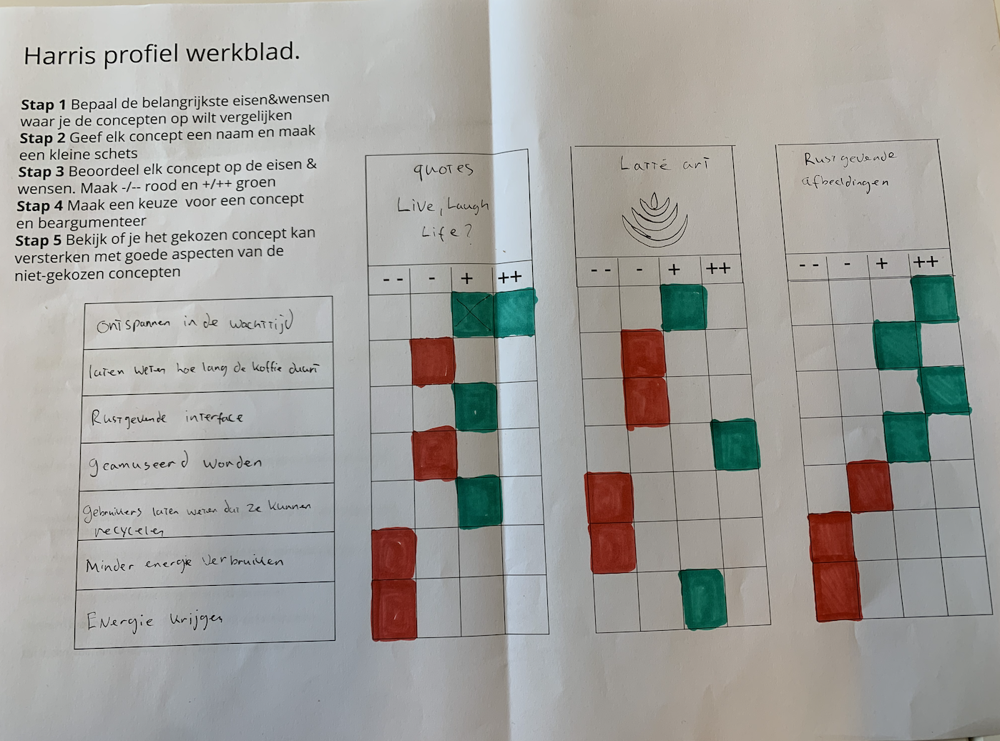 Harris profiel werkblad.
Stap 1 Bepaal de belangrijkste eisen&wensen
waar je de concepten op wilt vergelijken
Stap 2 Geef elk concept een naam en maak
een kleine schets
Stap 3 Beoordeel elk concept op de eisen &
wensen. Maak -/-- rood en +/++ groen
Stap 4 Maak een keuze voor een concept
en beargumenteer
Stap 5 Bekijk of je het gekozen concept kan
versterken met goede aspecten van de
niet-gekozen concepten
quotes
Live, Laugh
Life?
-- - + ++
Latté art
-- - + ++
Rustgevende
afbeeldingen
-- - + ++
Ontspannen in de wachttijd
laten weten hoe lang de koffie duurt
Rustgevende interface
geamuseerd worden
gebruikers laten weten dat ze kunnen
recyclen
Minder energie verbruiken
Energie krijgen